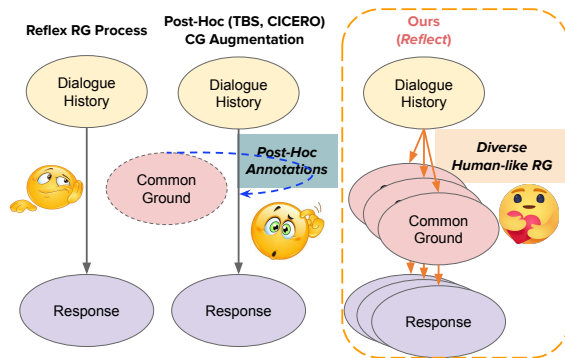 Reflex RG Process
Dialogue
History
Response
Post-Hoc (TBS, CICERO)
CG Augmentation
Dialogue
History
Post-Hoc
Annotations
Common
Ground
Response
Ours
(Reflect)
Dialogue
History
Diverse
Human-like RG
Common
Ground
Response